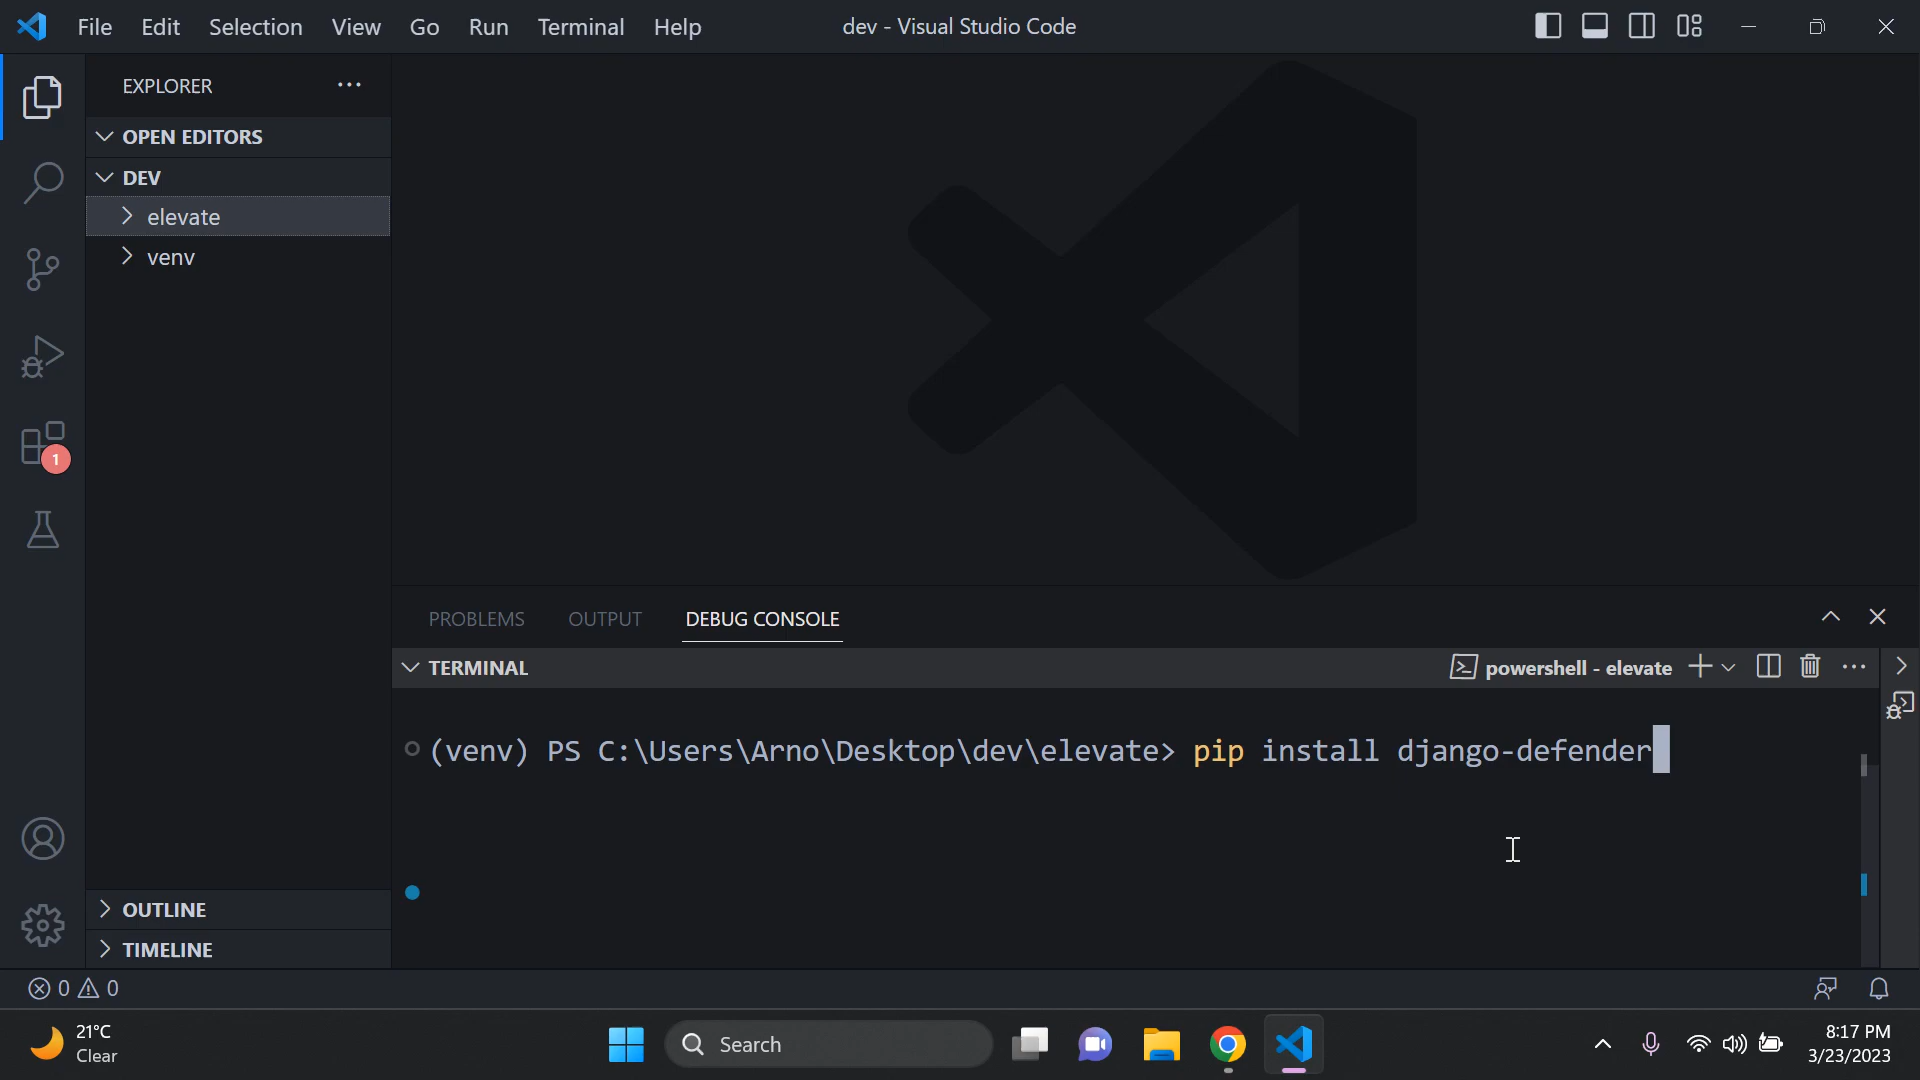 File Edit Selection View Go Run Terminal Help
dev - Visual Studio Code
EXPLORER
OPEN EDITORS
DEV
elevate
venv
1
OUTLINE
TIMELINE
PROBLEMS OUTPUT DEBUG CONSOLE
TERMINAL
powershell - elevate
(venv) PS C:\Users\Arno\Desktop\dev\elevate> pip install django-defender
0 0
21°C
Clear
Search
8:17 PM
3/23/2023